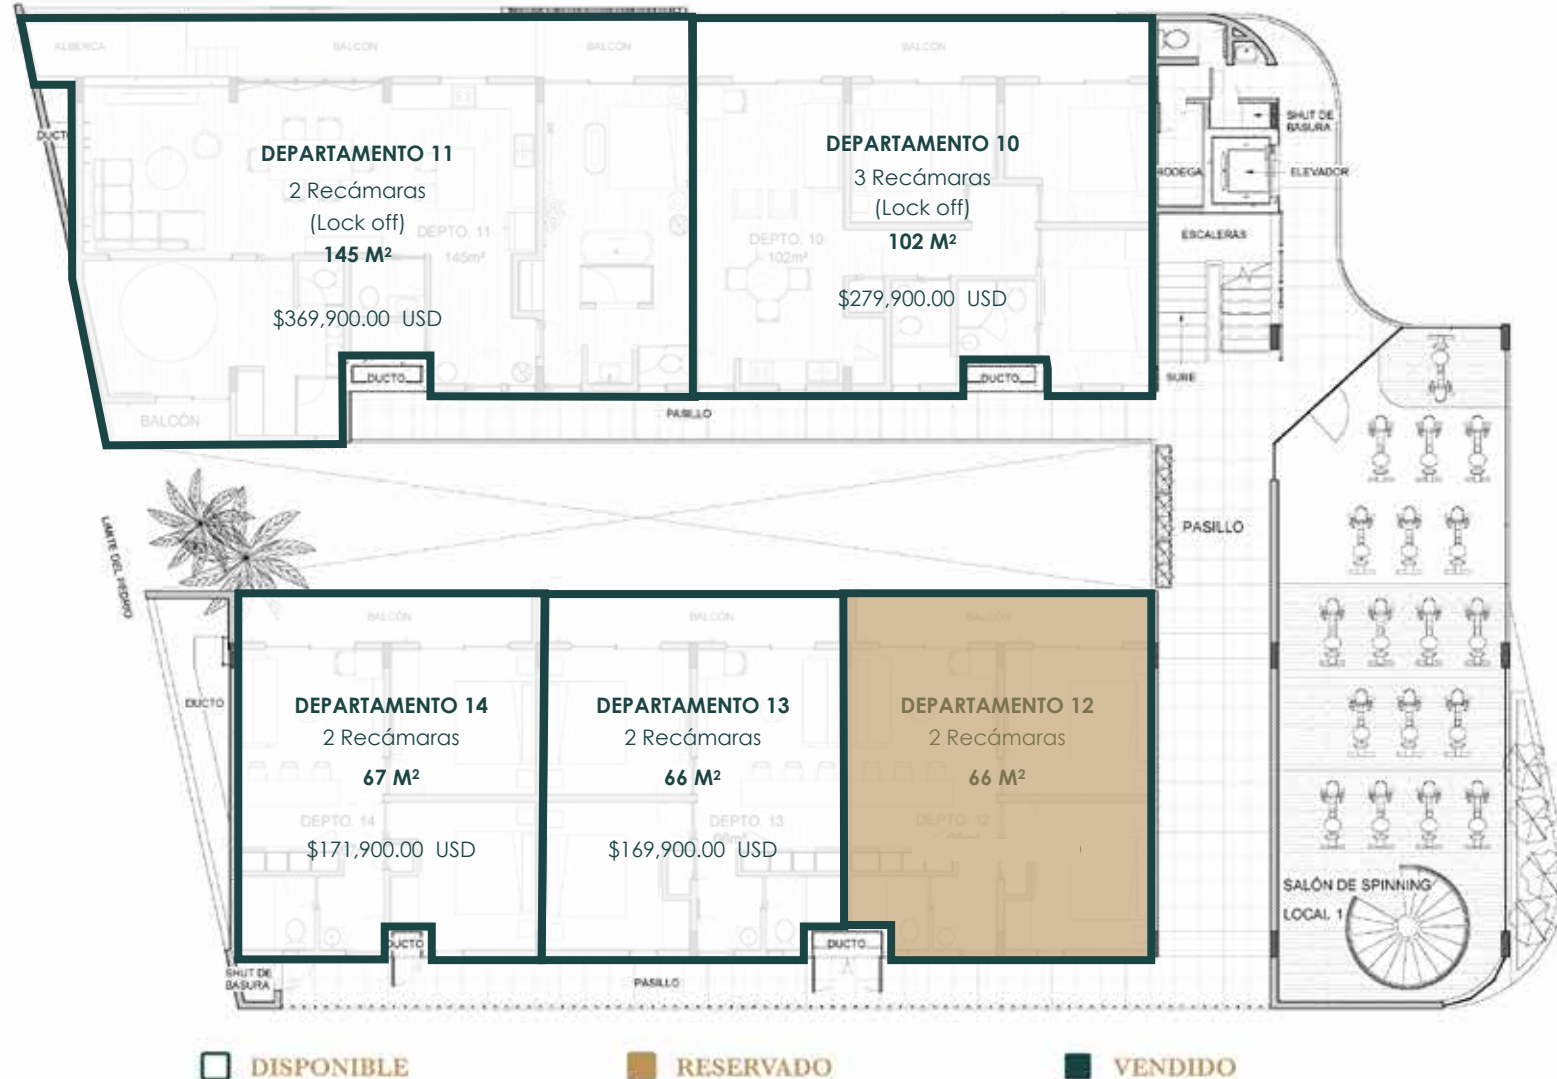 ALBERCA
BALCÓN
BALCÓN
BALCÓN
DUCTO
DEPARTAMENTO 11
2 Recámaras
(Lock off)
145 M²
DEPTO. 11
145m²
$369,900.00 USD
DUCTO
BALCÓN
DEPARTAMENTO 10
3 Recámaras
(Lock off)
102 M²
DEPTO. 10
102m²
$279,900.00 USD
DUCTO
PASILLO
SHUT DE
BASURA
BODEGA
ELEVADOR
ESCALERAS
SUBE
PASILLO
LIMITE DEL PREDIO
DUCTO
BALCÓN
DEPARTAMENTO 14
2 Recámaras
67 M²
DEPTO. 14
$171,900.00 USD
DUCTO
BALCÓN
DEPARTAMENTO 13
2 Recámaras
66 M²
DEPTO. 13
66m²
$169,900.00 USD
DUCTO
BALCÓN
DEPARTAMENTO 12
2 Recámaras
66 M²
DEPTO. 12
SHUT DE
BASURA
PASILLO
SALÓN DE SPINNING
LOCAL 1
DISPONIBLE
RESERVADO
VENDIDO